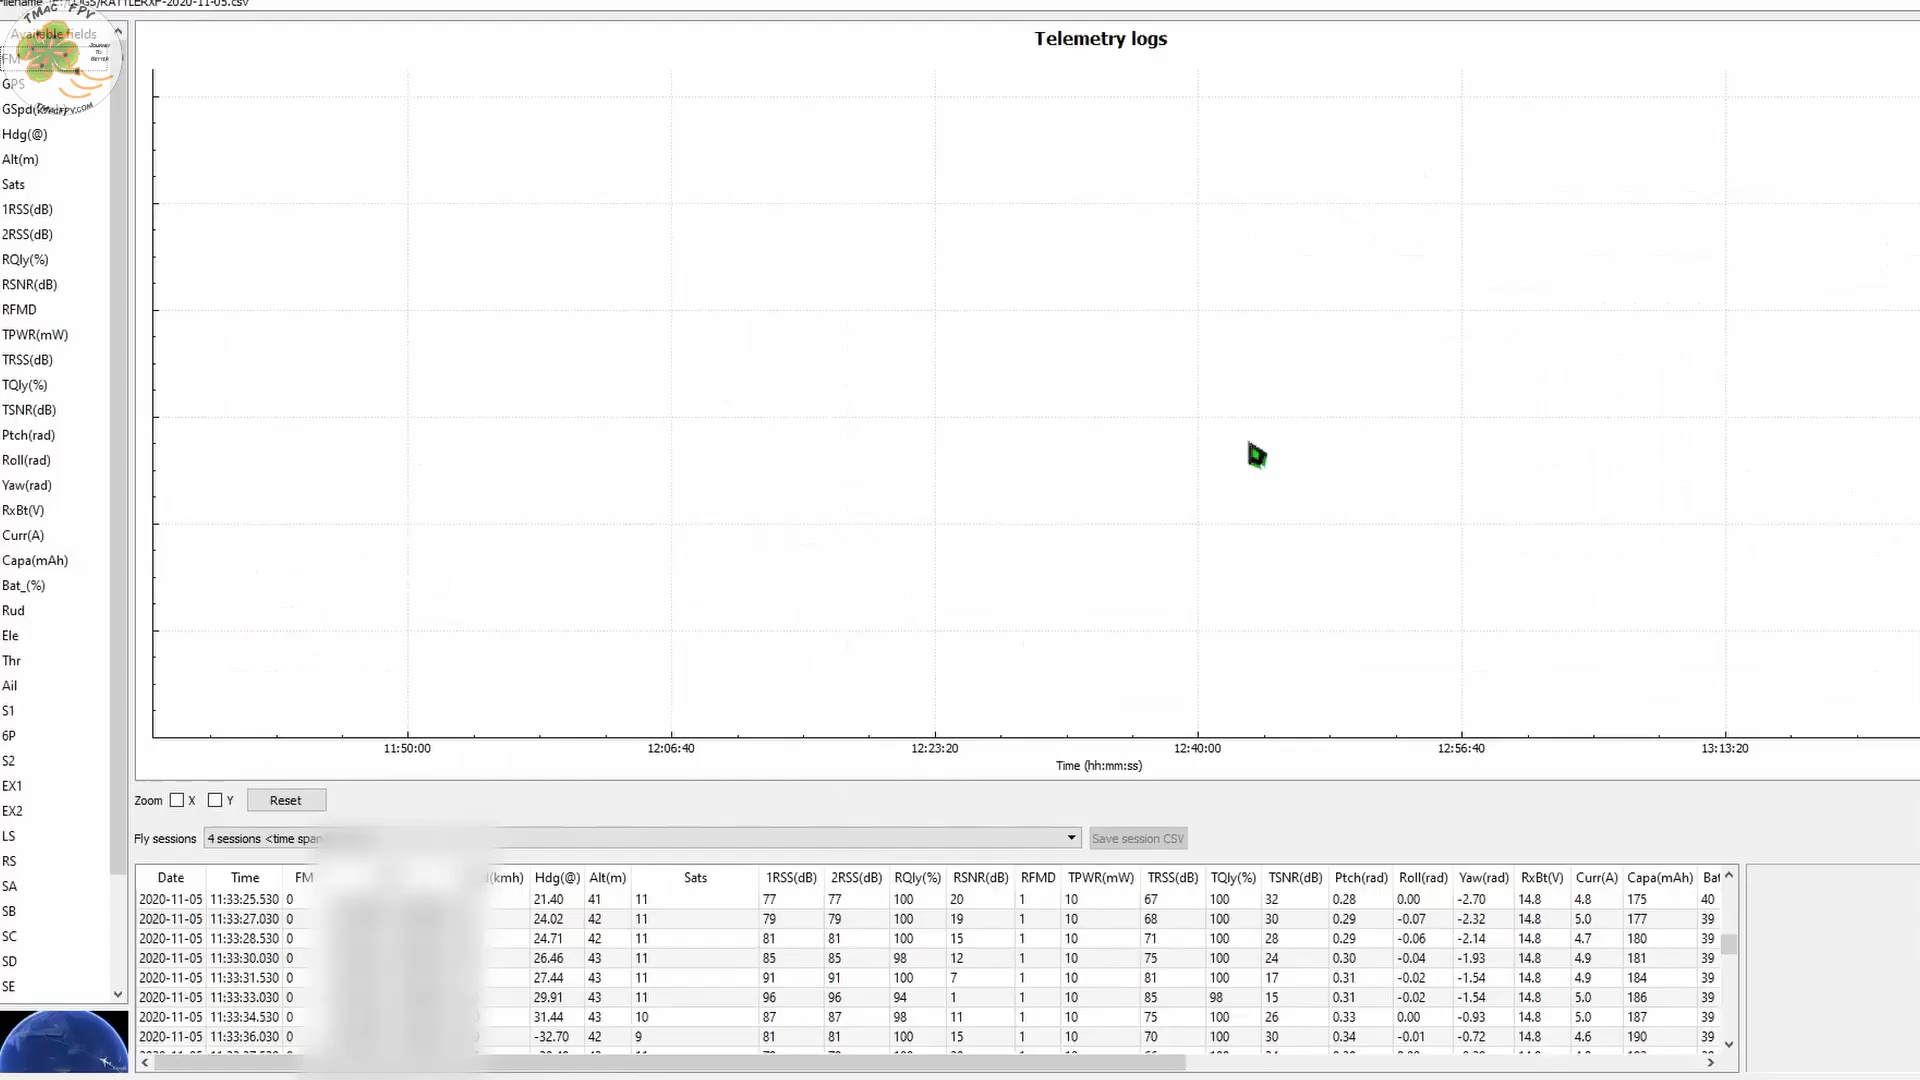 Filename E:/LOGS/RATTLERXF-2020-11-05.csv
TMAC FPV
JOURNEY TO BETTER
TMACFPV.COM
Telemetry logs
Available fields
FM
GPS
Hdg(@)
Alt(m)
Sats
1RSS(dB)
2RSS(dB)
RQly(%)
RSNR(dB)
RFMD
TPWR(mW)
TRSS(dB)
TQly(%)
TSNR(dB)
Ptch(rad)
Roll(rad)
Yaw(rad)
RxBt(V)
Curr(A)
Capa(mAh)
Bat_(%)
Rud
Ele
Thr
Ail
S1
6P
S2
EX1
EX2
LS
RS
SA
SB
SC
SD
SE
11:50:00 12:06:40 12:23:20 12:40:00 12:56:40 13:13:20
Time (hh:mm:ss)
Zoom X Y Reset
Fly sessions 4 sessions <time span Save session CSV
Date Time FM (kmh) Hdg(@) Alt(m) Sats 1RSS(dB) 2RSS(dB) RQly(%) RSNR(dB) RFMD TPWR(mW) TRSS(dB) TQly(%) TSNR(dB) Ptch(rad) Roll(rad) Yaw(rad) RxBt(V) Curr(A) Capa(mAh) Bat
2020-11-05 11:33:25.530 0 21.40 41 11 77 77 100 20 1 10 67 100 32 0.28 0.00 -2.70 14.8 4.8 175 40
2020-11-05 11:33:27.030 0 24.02 42 11 79 79 100 19 1 10 68 100 30 0.29 -0.07 -2.32 14.8 5.0 177 39
2020-11-05 11:33:28.530 0 24.71 42 11 81 81 100 15 1 10 71 100 28 0.29 -0.06 -2.14 14.8 4.7 180 39
2020-11-05 11:33:30.030 0 26.46 43 11 85 85 98 12 1 10 75 100 24 0.30 -0.04 -1.93 14.8 4.9 181 39
2020-11-05 11:33:31.530 0 27.44 43 11 91 91 100 7 1 10 81 100 17 0.31 -0.02 -1.54 14.8 4.9 184 39
2020-11-05 11:33:33.030 0 29.91 43 11 96 96 94 1 1 10 85 98 15 0.31 -0.02 -1.54 14.8 5.0 186 39
2020-11-05 11:33:34.530 0 31.44 43 10 87 87 98 11 1 10 75 100 26 0.33 0.00 -0.93 14.8 5.0 187 39
2020-11-05 11:33:36.030 0 -32.70 42 9 81 81 100 15 1 10 70 100 30 0.34 -0.01 -0.72 14.8 4.6 190 39